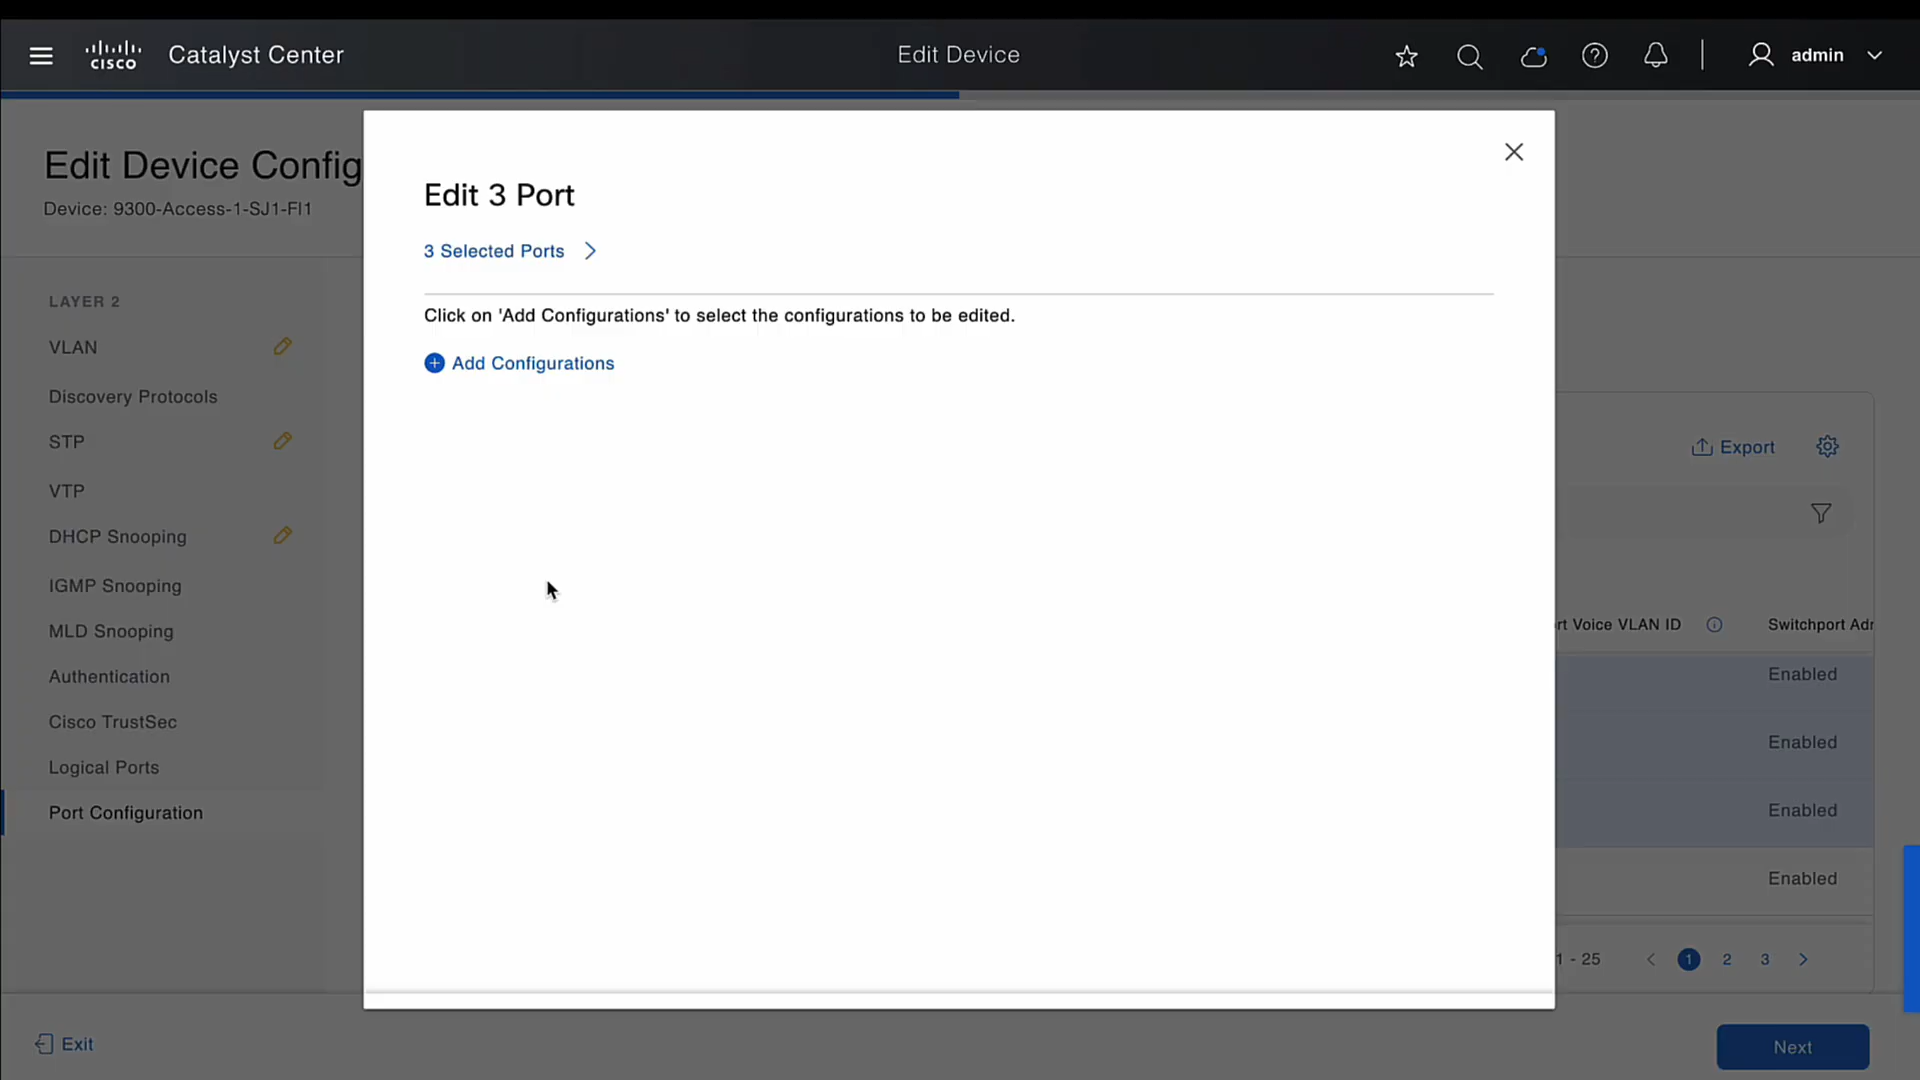 cisco
Catalyst Center
Edit Device
admin
Edit Device Config
Device: 9300-Access-1-SJ1-Fl1
Edit 3 Port
3 Selected Ports
Click on 'Add Configurations' to select the configurations to be edited.
Add Configurations
LAYER 2
VLAN
Discovery Protocols
STP
VTP
DHCP Snooping
IGMP Snooping
MLD Snooping
Authentication
Cisco TrustSec
Logical Ports
Port Configuration
Export
rt Voice VLAN ID
Switchport Adr
Enabled
Enabled
Enabled
Enabled
1 - 25
1 2 3
Exit
Next